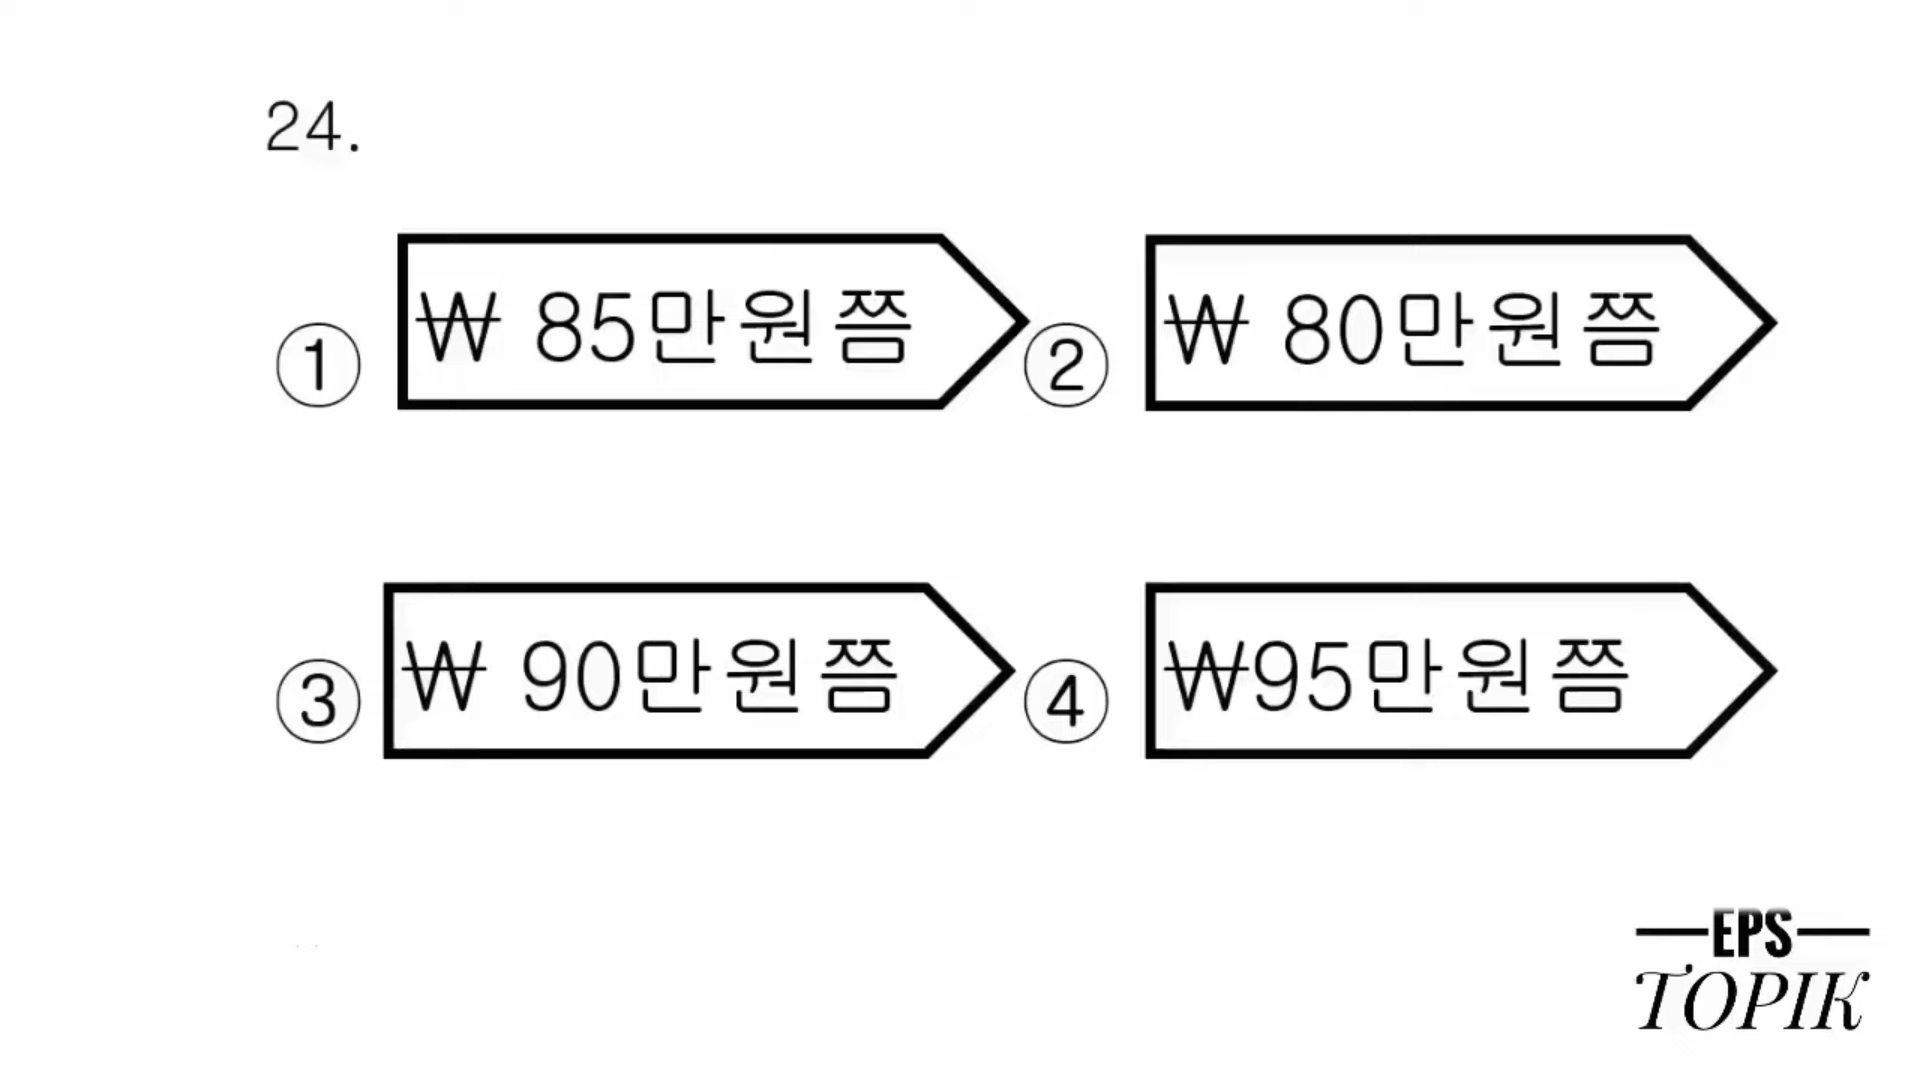 24.
① ₩ 85만원쯤
② ₩ 80만원쯤
③ ₩ 90만원쯤
④ ₩95만원쯤
EPS
TOPIK